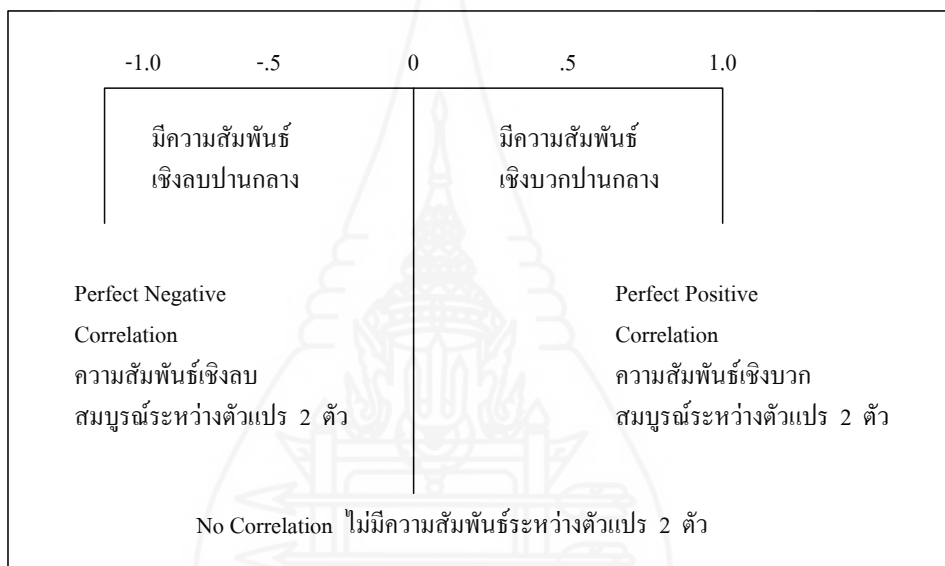 -1.0 -.5 0 .5 1.0
มีความสัมพันธ์
เชิงลบปานกลาง
มีความสัมพันธ์
เชิงบวกปานกลาง
Perfect Negative
Correlation
ความสัมพันธ์เชิงลบ
สมบูรณ์ระหว่างตัวแปร 2 ตัว
Perfect Positive
Correlation
ความสัมพันธ์เชิงบวก
สมบูรณ์ระหว่างตัวแปร 2 ตัว
No Correlation ไม่มีความสัมพันธ์ระหว่างตัวแปร 2 ตัว